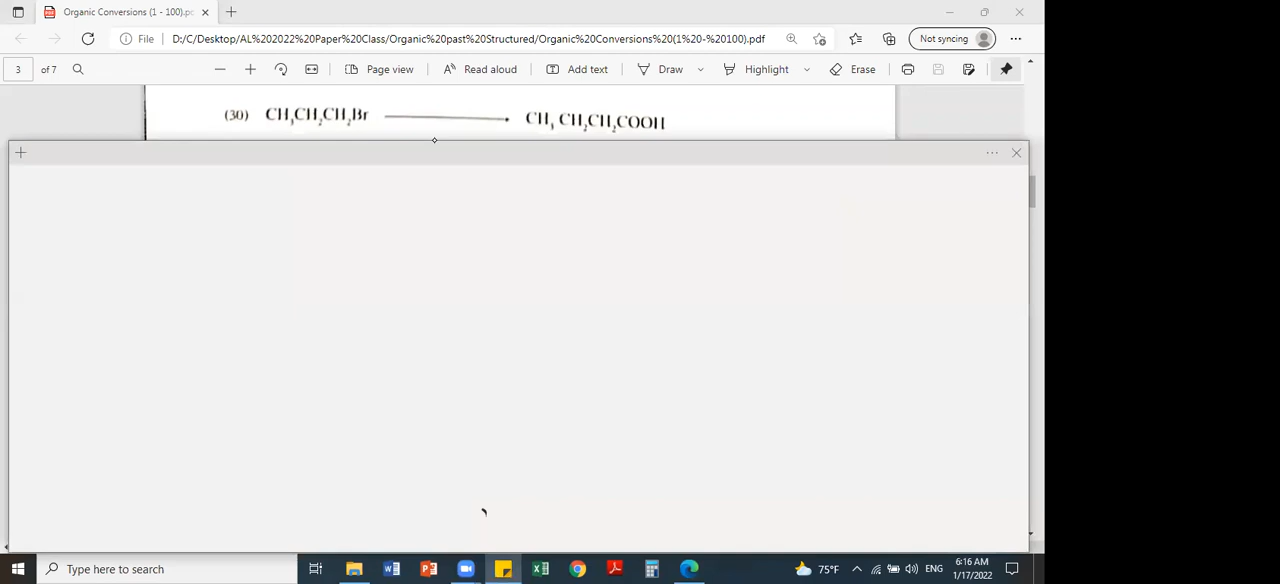 Organic Conversions (1 - 100).pc
File D:/C/Desktop/AL%202022%20Paper%20Class/Organic%20past%20Structured/Organic%20Conversions%20(1%20-%20100).pdf Not syncing
3 of 7 Page view Read aloud Add text Draw Highlight Erase
(30) CH₃CH₂CH₂Br ⟶ CH₃ CH₂CH₂COOH
Type here to search 75°F ENG 6:16 AM
1/17/2022